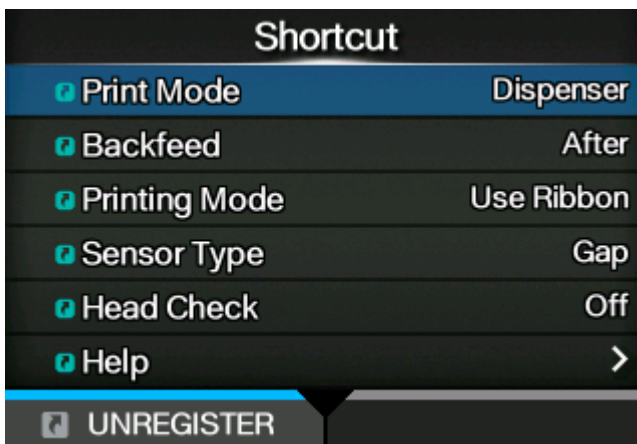 Shortcut
Print Mode Dispenser
Backfeed After
Printing Mode Use Ribbon
Sensor Type Gap
Head Check Off
Help >
UNREGISTER